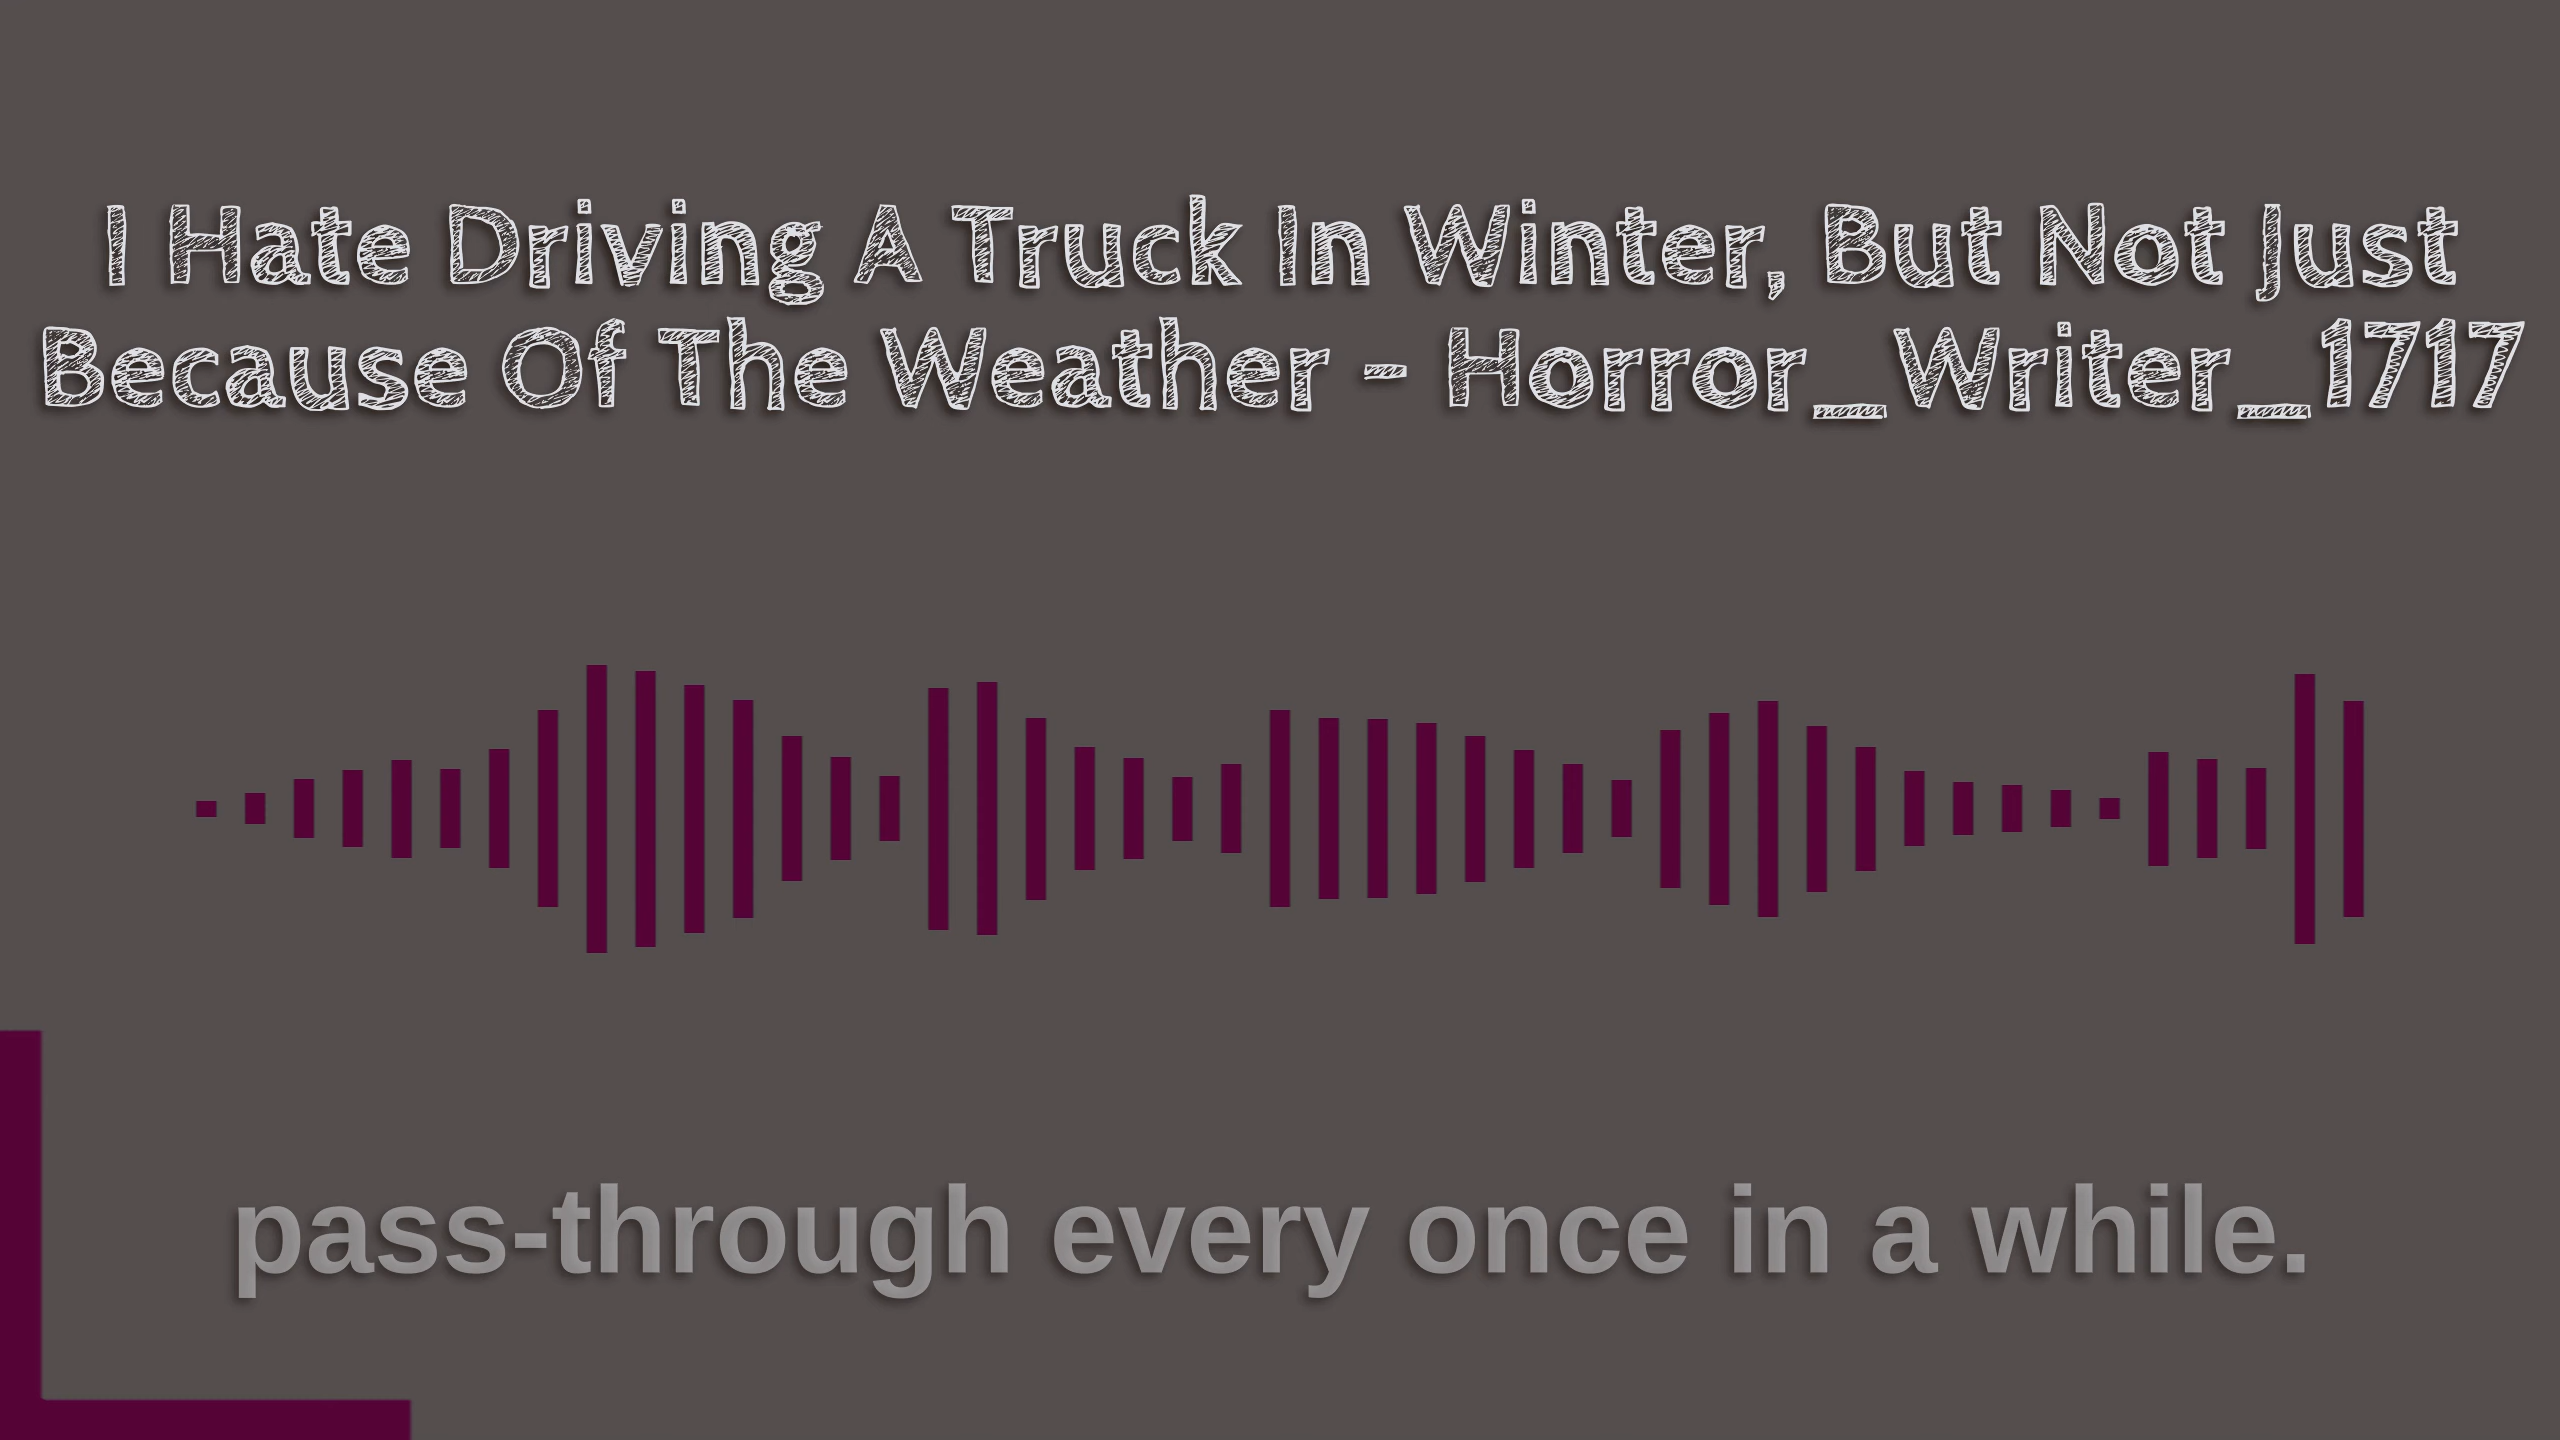 I Hate Driving A Truck In Winter, But Not Just
Because Of The Weather - Horror_Writer_1717
pass-through every once in a while.